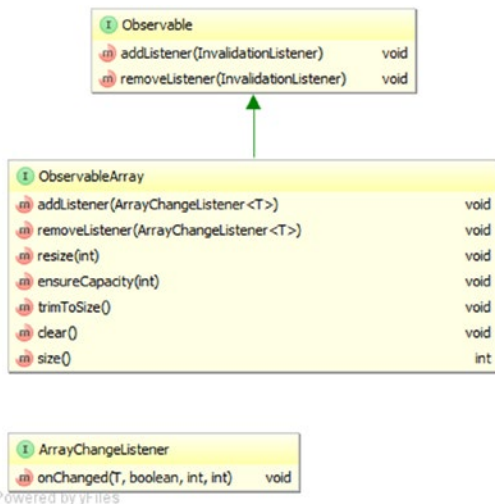 I Observable
m addListener(InvalidationListener) void
m removeListener(InvalidationListener) void
I ObservableArray
m addListener(ArrayChangeListener<T>) void
m removeListener(ArrayChangeListener<T>) void
m resize(int) void
m ensureCapacity(int) void
m trimToSize() void
m clear() void
m size() int
I ArrayChangeListener
m onChanged(T, boolean, int, int) void
Powered by yFiles